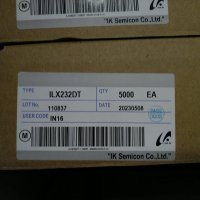 M
"IK Semicon Co.,Ltd."
TYPE ILX232DT QTY 5000 EA
LOT No 110837 DATE 20230508
USER CODE IN16
M
"IK Semicon Co.,Ltd."